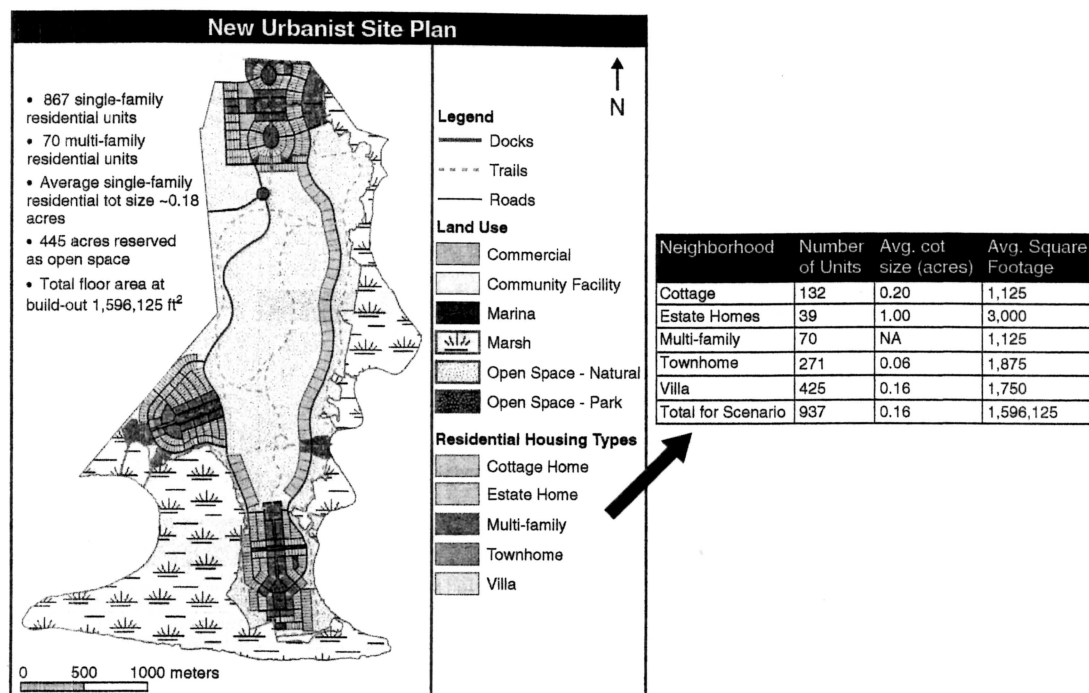 New Urbanist Site Plan
• 867 single-family
residential units
• 70 multi-family
residential units
• Average single-family
residential tot size ~0.18
acres
• 445 acres reserved
as open space
• Total floor area at
build-out 1,596,125 ft²
N
Legend
Docks
Trails
Roads
Land Use
Commercial
Community Facility
Marina
Marsh
Open Space - Natural
Open Space - Park
Residential Housing Types
Cottage Home
Estate Home
Multi-family
Townhome
Villa
0 500 1000 meters
Neighborhood Number of Units Avg. cot size (acres) Avg. Square Footage
Cottage 132 0.20 1,125
Estate Homes 39 1.00 3,000
Multi-family 70 NA 1,125
Townhome 271 0.06 1,875
Villa 425 0.16 1,750
Total for Scenario 937 0.16 1,596,125